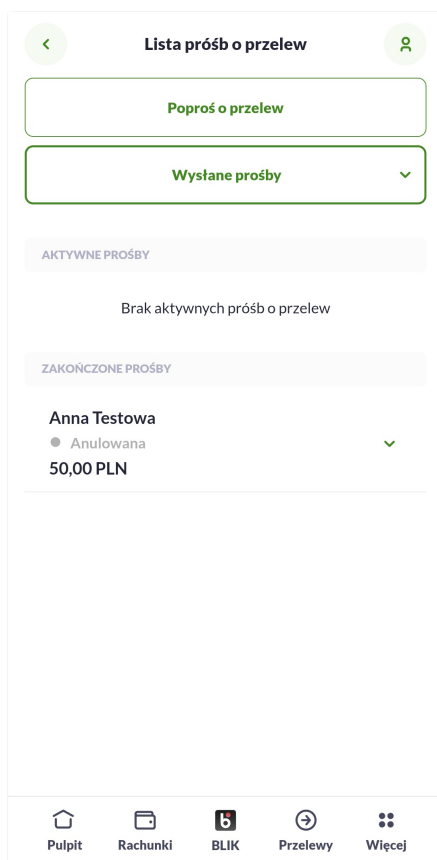 Lista próśb o przelew
Poproś o przelew
Wysłane prośby
AKTYWNE PROŚBY
Brak aktywnych próśb o przelew
ZAKOŃCZONE PROŚBY
Anna Testowa
Anulowana
50,00 PLN
Pulpit Rachunki BLIK Przelewy Więcej